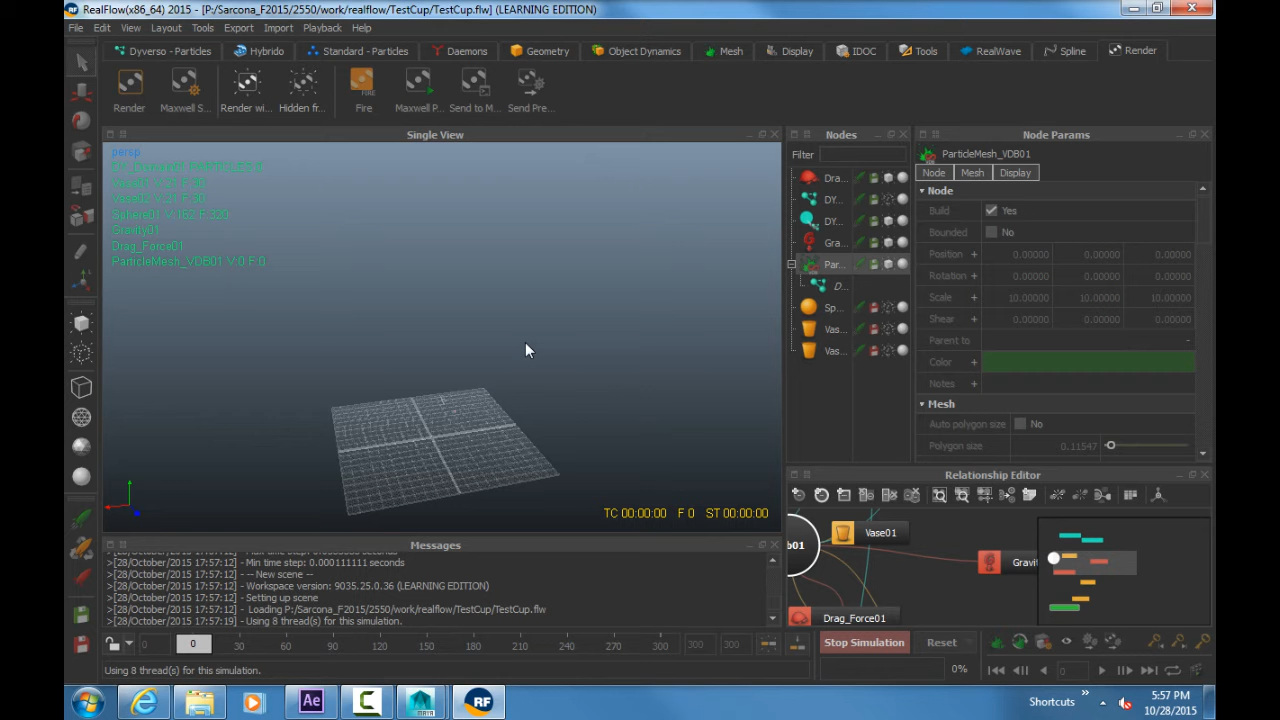 RealFlow(x86_64) 2015 - [P:/Sarcona_F2015/2550/work/realflow/TestCup/TestCup.flw] (LEARNING EDITION)
File Edit View Layout Tools Export Import Playback Help
Dyverso - Particles Hybrido Standard - Particles Daemons Geometry Object Dynamics Mesh Display IDOC Tools RealWave Spline Render
Render Maxwell S... Render wi... Hidden fr... Fire Maxwell P... Send to M... Send Pre...
Single View
persp
Vase02 V:21 F:30
Sphere01 V:162 F:320
Gravity01
Drag_Force01
ParticleMesh_VDB01 V:0 F:0
TC 00:00:00 F 0 ST 00:00:00
Nodes
Filter
Dra...
DY...
DY...
Gra...
Par...
D...
Sp...
Vas...
Vas...
Node Params
ParticleMesh_VDB01
Node Mesh Display
Node
Build Yes
Bounded No
Position 0.00000 0.00000 0.00000
Rotation 0.00000 0.00000 0.00000
Scale 10.00000 10.00000 10.00000
Shear 0.00000 0.00000 0.00000
Parent to -
Color
Notes
Mesh
Auto polygon size No
Polygon size 0.11547
Relationship Editor
b01 Vase01
Gravit
Drag_Force01
Messages
>[28/October/2015 17:57:12] - Min time step: 0.000111111 seconds
>[28/October/2015 17:57:12] - -- New scene --
>[28/October/2015 17:57:12] - Workspace version: 9035.25.0.36 (LEARNING EDITION)
>[28/October/2015 17:57:12] - Setting up scene
>[28/October/2015 17:57:12] - Loading P:/Sarcona_F2015/2550/work/realflow/TestCup/TestCup.flw
>[28/October/2015 17:57:19] - Using 8 thread(s) for this simulation.
0 0 30 60 90 120 150 180 210 240 270 300 300 300
Stop Simulation Reset
Using 8 thread(s) for this simulation.
0% 0
Ae MAYA RF
Shortcuts »
5:57 PM
10/28/2015